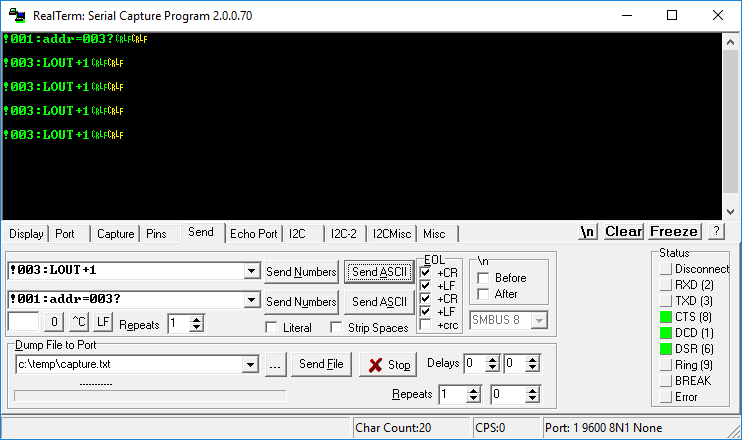 RealTerm: Serial Capture Program 2.0.0.70
!001:addr=003?CRLFCRLF
!003:LOUT+1CRLFCRLF
!003:LOUT+1CRLFCRLF
!003:LOUT+1CRLFCRLF
!003:LOUT+1CRLFCRLF
Display Port Capture Pins Send Echo Port I2C I2C-2 I2CMisc Misc \n Clear Freeze ?
EOL \n Status
!003:LOUT+1 Send Numbers Send ASCII +CR Before Disconnect
+LF After RXD (2)
!001:addr=003? Send Numbers Send ASCII +CR TXD (3)
+LF SMBUS 8 CTS (8)
0 ^C LF Repeats 1 Literal Strip Spaces +crc DCD (1)
Dump File to Port DSR (6)
c:\temp\capture.txt ... Send File Stop Delays 0 0 Ring (9)
----------- BREAK
Repeats 1 0 Error
Char Count:20 CPS:0 Port: 1 9600 8N1 None